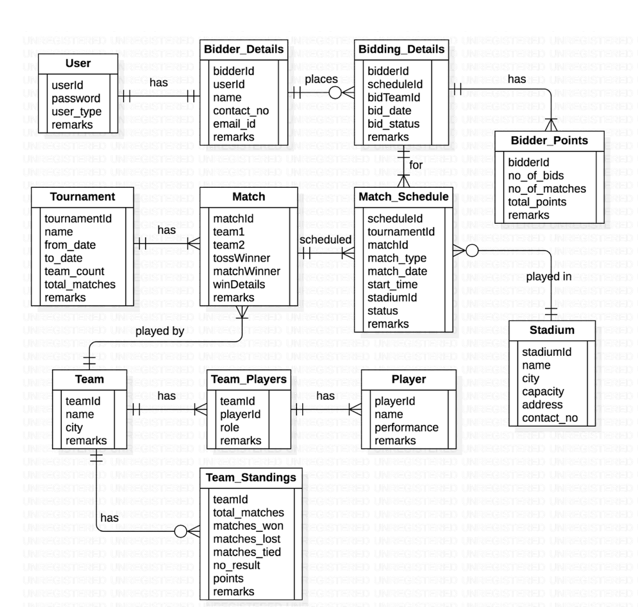 User
userId
password
user_type
remarks
has
Bidder_Details
bidderId
userId
name
contact_no
email_id
remarks
places
Bidding_Details
bidderId
scheduleId
bidTeamId
bid_date
bid_status
remarks
has
Bidder_Points
bidderId
no_of_bids
no_of_matches
total_points
remarks
for
Tournament
tournamentId
name
from_date
to_date
team_count
total_matches
remarks
has
Match
matchId
team1
team2
tossWinner
matchWinner
winDetails
remarks
scheduled
Match_Schedule
scheduleId
tournamentId
matchId
match_type
match_date
start_time
stadiumId
status
remarks
played in
Stadium
stadiumId
name
city
capacity
address
contact_no
played by
Team
teamId
name
city
remarks
has
Team_Players
teamId
playerId
role
remarks
has
Player
playerId
name
performance
remarks
has
Team_Standings
teamId
total_matches
matches_won
matches_lost
matches_tied
no_result
points
remarks